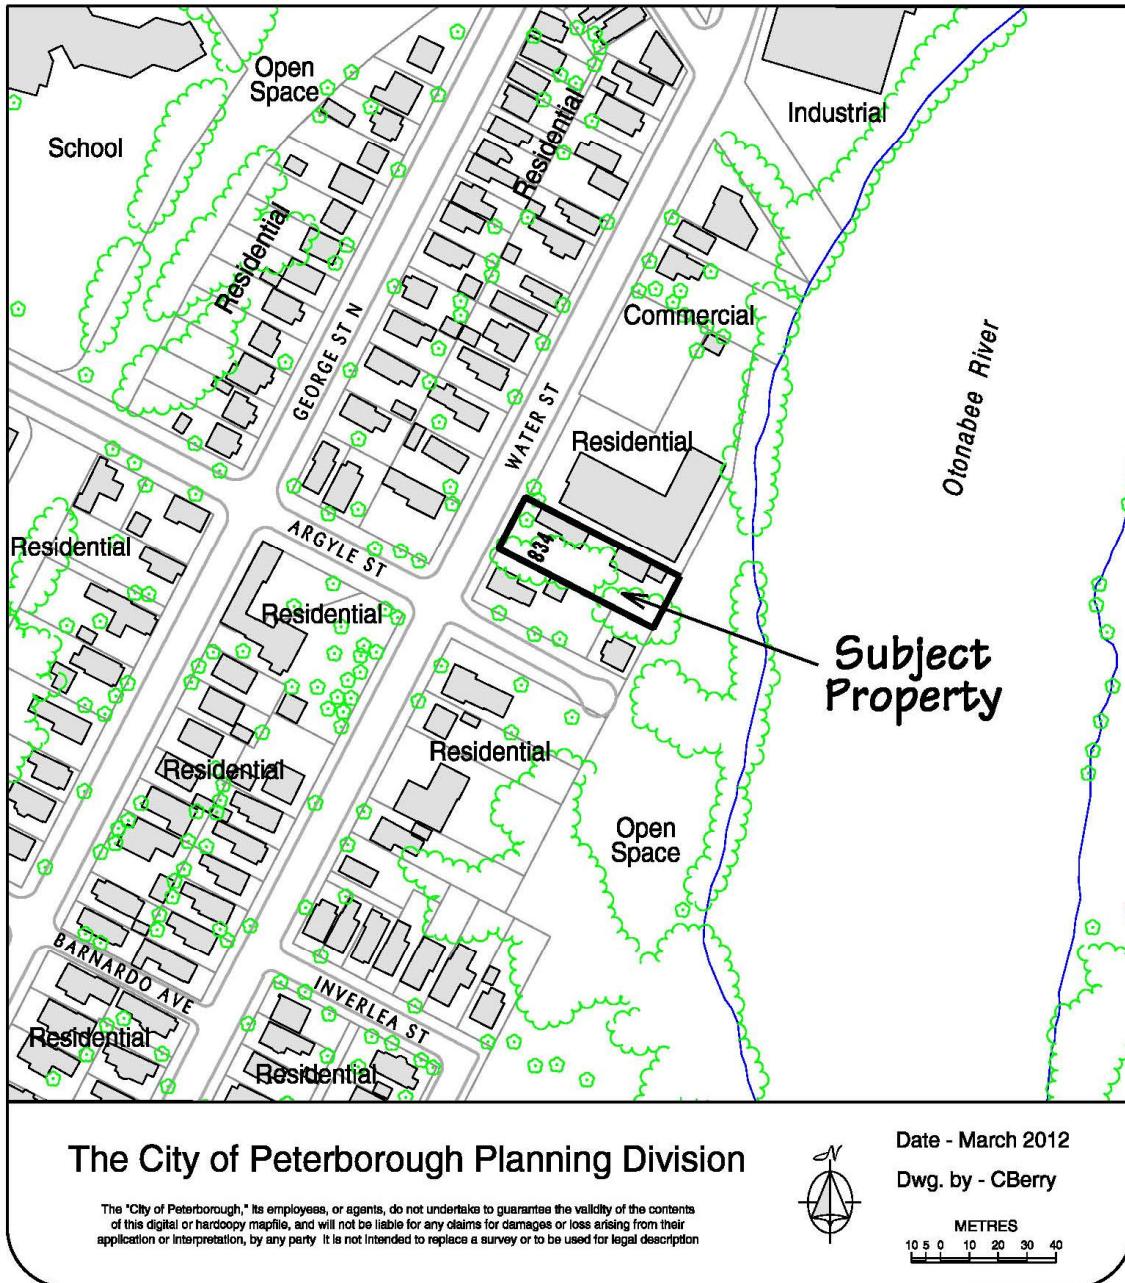 Open
Space
School
Industrial
Residential
Residential
GEORGE ST N
Commercial
Otonabee River
WATER ST
Residential
834
ARGYLE ST
Residential
Residential
Subject
Property
Residential
Residential
Open
Space
BARNARDO AVE
INVERLEA ST
Residential
Residential
The City of Peterborough Planning Division
The "City of Peterborough," its employees, or agents, do not undertake to guarantee the validity of the contents
of this digital or hardcopy mapfile, and will not be liable for any claims for damages or loss arising from their
application or interpretation, by any party It is not intended to replace a survey or to be used for legal description
N
Date - March 2012
Dwg. by - CBerry
METRES
10 5 0 10 20 30 40